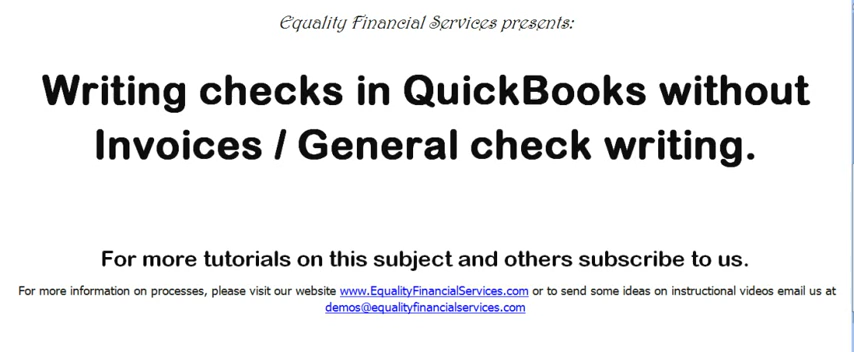 Equality Financial Services presents:
Writing checks in QuickBooks without
Invoices / General check writing.
For more tutorials on this subject and others subscribe to us.
For more information on processes, please visit our website www.EqualityFinancialServices.com or to send some ideas on instructional videos email us at
demos@equalityfinancialservices.com